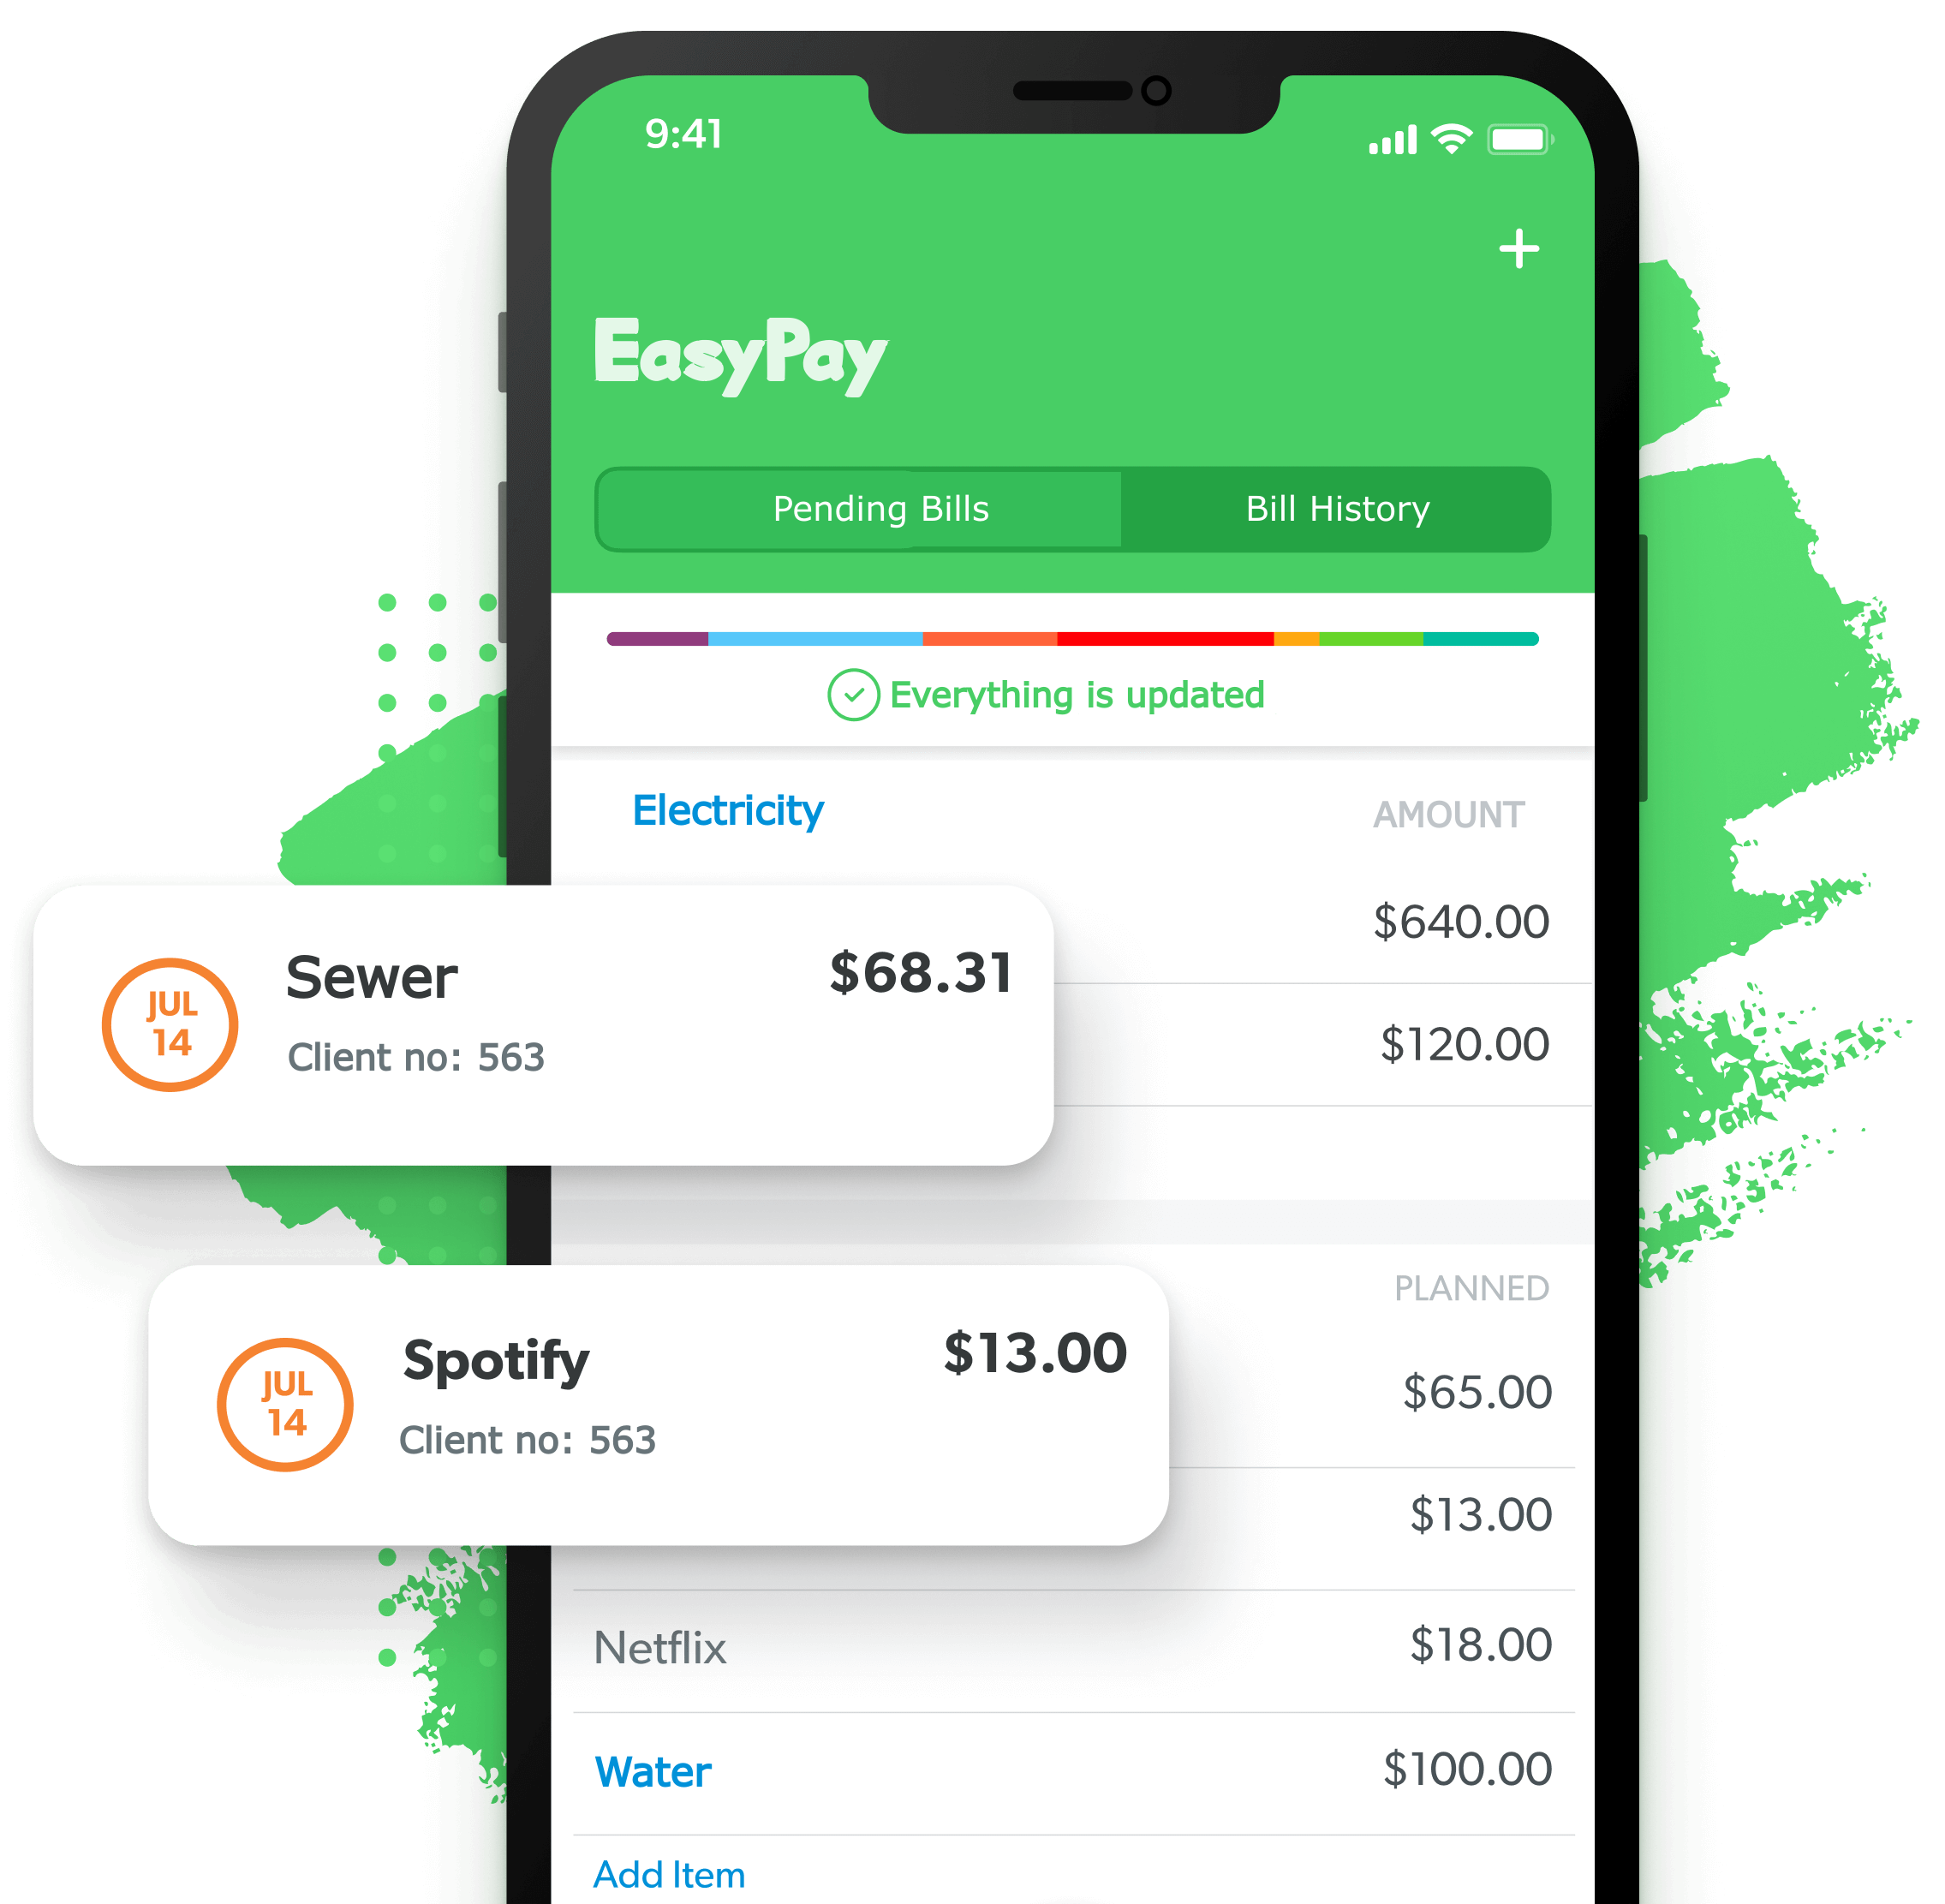 9:41
EasyPay
Pending Bills Bill History
Everything is updated
Electricity AMOUNT
$640.00
Sewer $68.31
JUL
14
Client no: 563
$120.00
PLANNED
Spotify $13.00
JUL
14
Client no: 563
$65.00
$13.00
Netflix $18.00
Water $100.00
Add Item